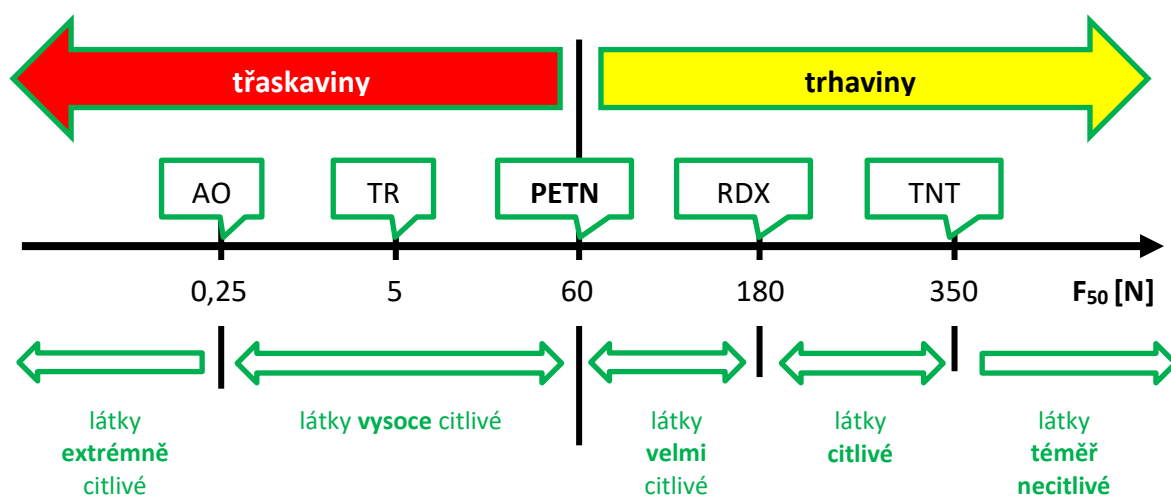 třaskaviny
trhaviny
AO
TR
PETN
RDX
TNT
0,25
5
60
180
350
F₅₀ [N]
látky
extrémně
citlivé
látky vysoce citlivé
látky
velmi
citlivé
látky
citlivé
látky
téměř
necitlivé